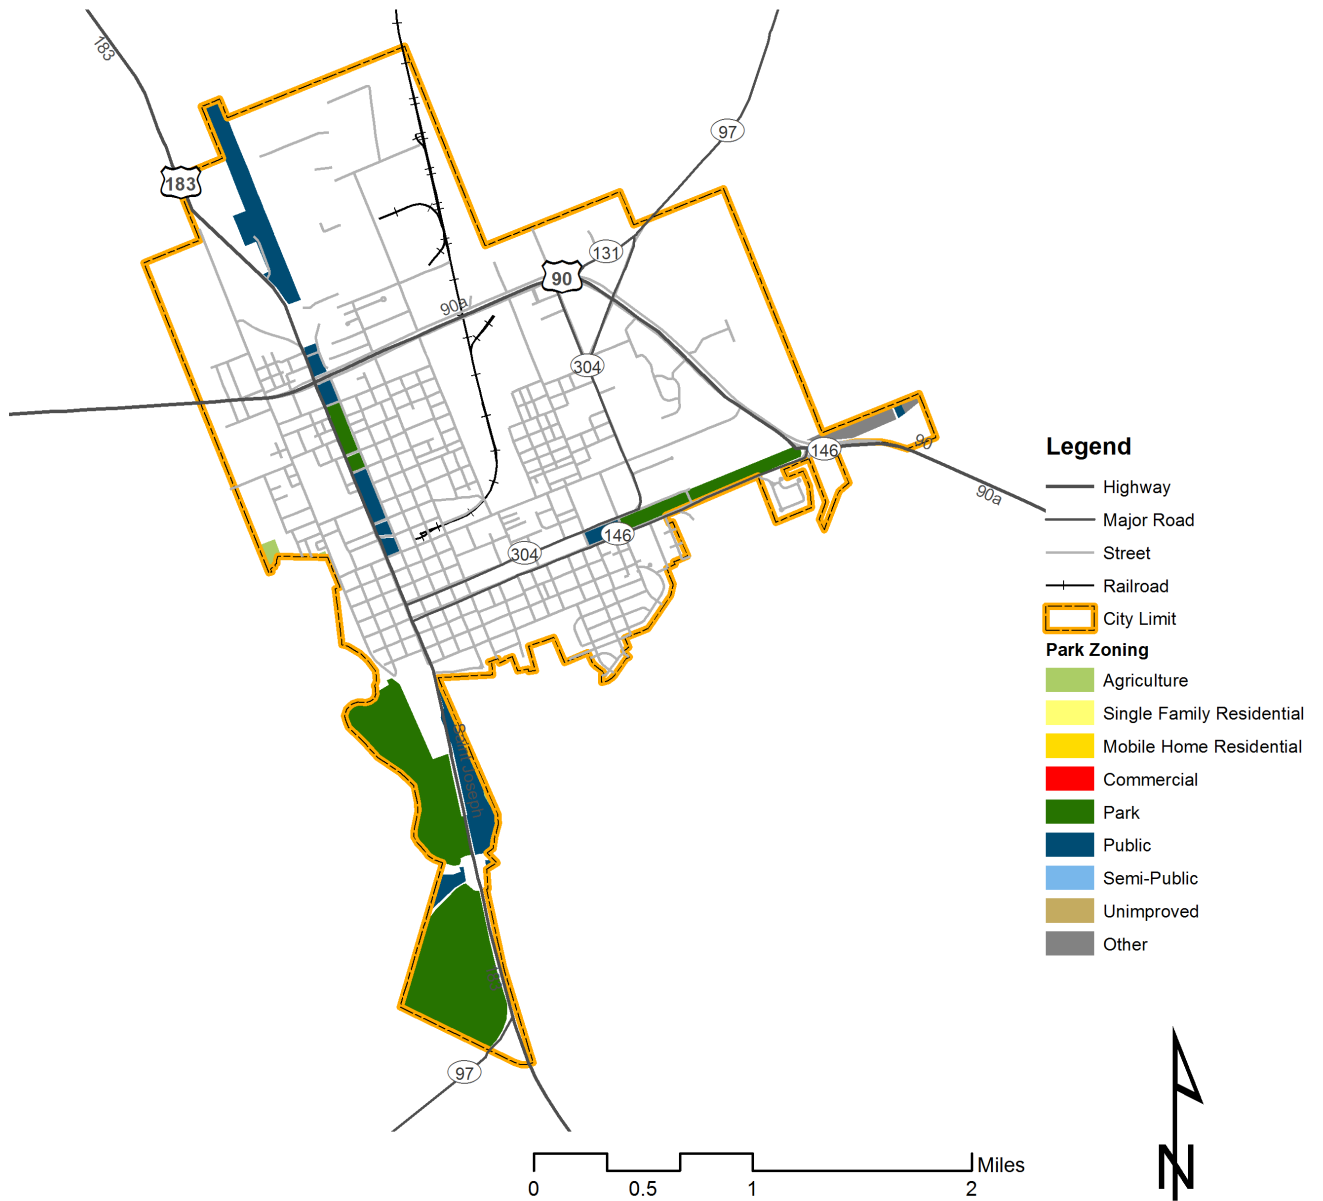 183
97
183
131
90
90a
304
146
90
90a
146
304
Saint Joseph
97
Legend
Highway
Major Road
Street
Railroad
City Limit
Park Zoning
Agriculture
Single Family Residential
Mobile Home Residential
Commercial
Park
Public
Semi-Public
Unimproved
Other
N
Miles
0
0.5
1
2